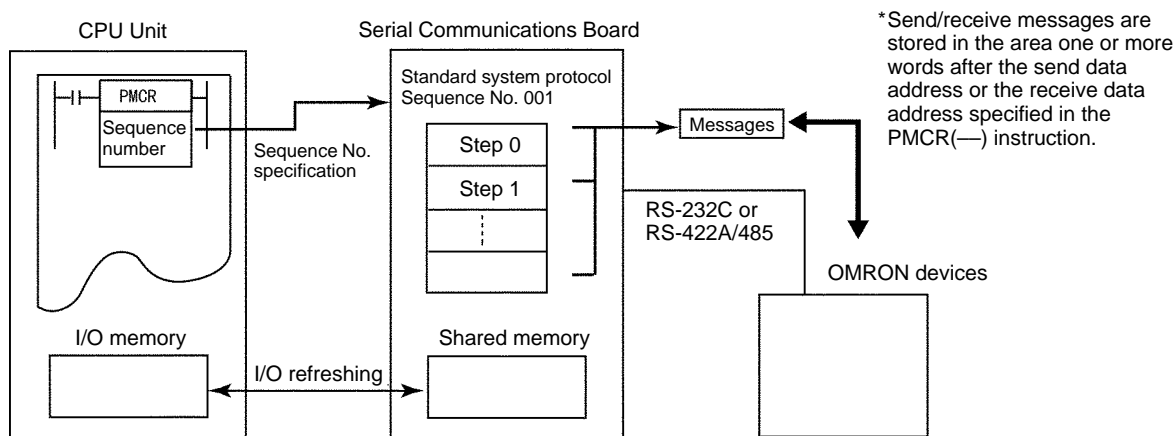 CPU Unit
PMCR
Sequence
number
Sequence No.
specification
I/O memory
I/O refreshing
Serial Communications Board
Standard system protocol
Sequence No. 001
Step 0
Step 1
Shared memory
Messages
RS-232C or
RS-422A/485
OMRON devices
*Send/receive messages are
stored in the area one or more
words after the send data
address or the receive data
address specified in the
PMCR(—) instruction.